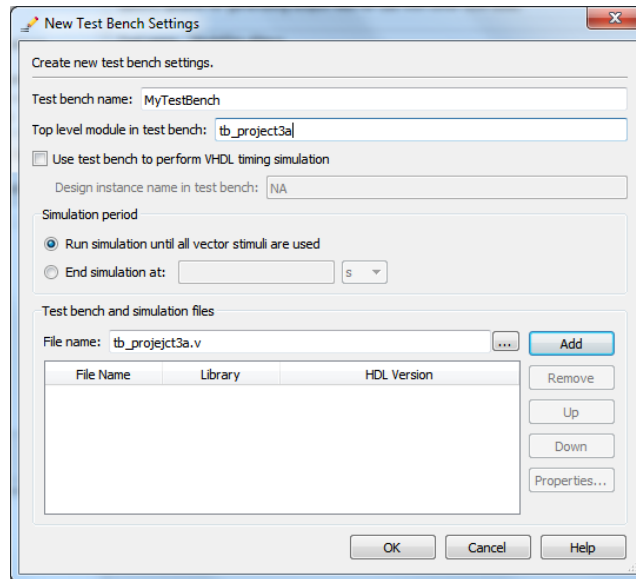 New Test Bench Settings
Create new test bench settings.
Test bench name: MyTestBench
Top level module in test bench: tb_project3a
Use test bench to perform VHDL timing simulation
Design instance name in test bench: NA
Simulation period
Run simulation until all vector stimuli are used
End simulation at: s
Test bench and simulation files
File name: tb_projejct3a.v ... Add
File Name Library HDL Version
Remove
Up
Down
Properties...
OK Cancel Help